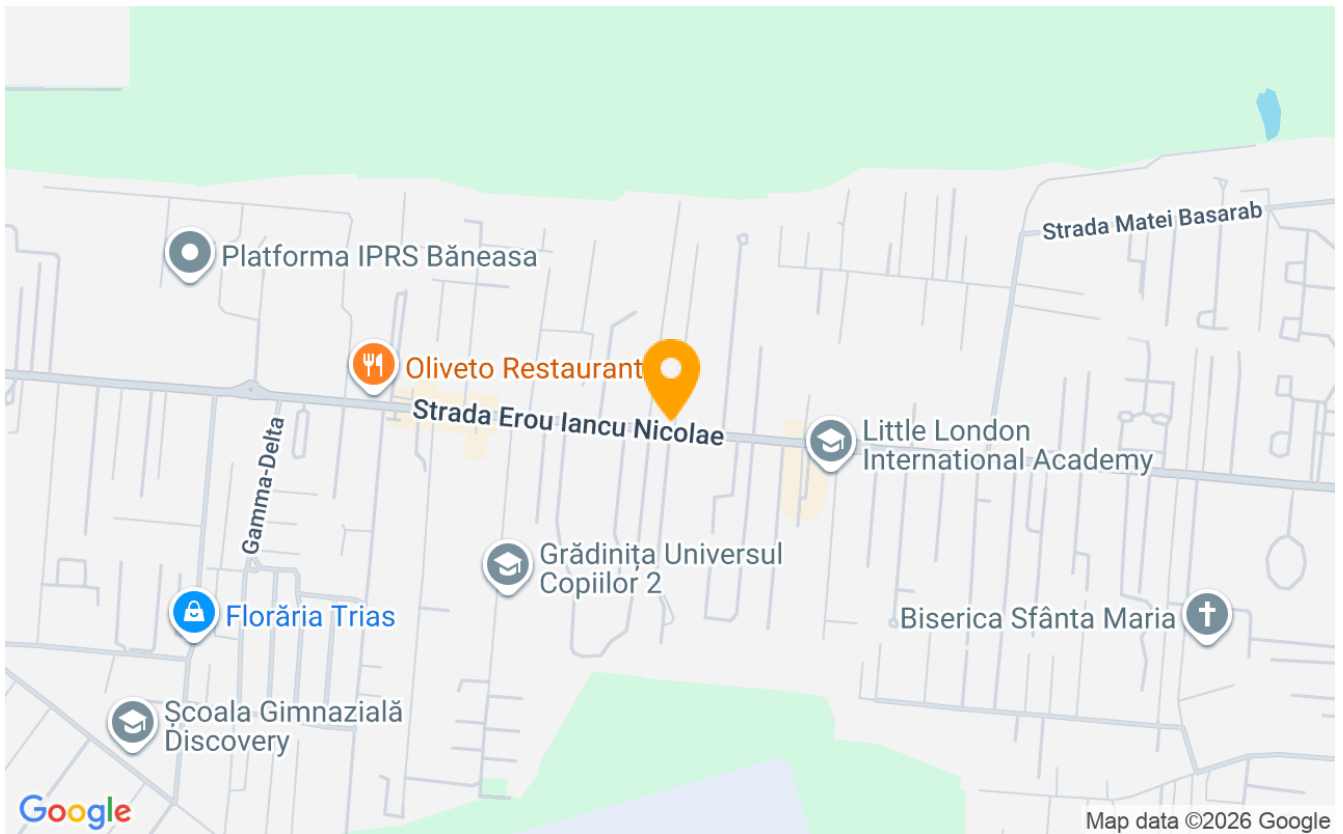 Strada Matei Basarab
Platforma IPRS Băneasa
Oliveto Restaurant
Strada Erou Iancu Nicolae
Little London
International Academy
Gamma-Delta
Grădinița Universul
Copiilor 2
Florăria Trias
Biserica Sfânta Maria
Școala Gimnazială
Discovery
Google
Map data ©2026 Google